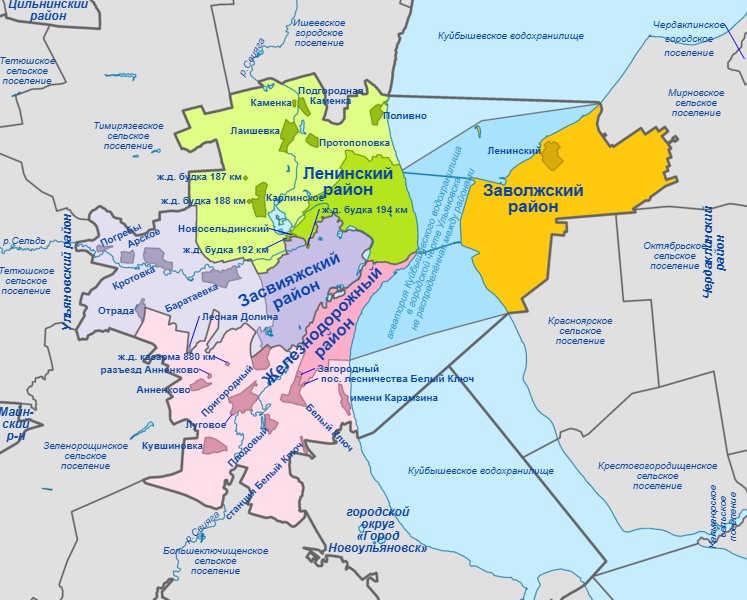 Цильнинский
район
Ишеевское
городское
поселение
р.Свияга
Куйбышевское водохранилище
Чердаклинское
городское
поселение
Тетюшское
сельское
поселение
Мирновское
сельское
поселение
Тимирязевское
сельское
поселение
Подгородная
Каменка
Каменка
Поливно
Лаишевка
Протопоповка
Ленинский
Ленинский
район
Заволжский
район
ж.д. будка 187 км
ж.д. будка 188 км
Карлинское
ж.д. будка 194 км
Новосельдинский
ж.д. будка 192 км
акватория Куйбышевского водохранилища
в городской черте Ульяновска,
не распределённая между районами
Ульяновский район
р.Сельдь
Погребы
Арское
Тетюшское
сельское
поселение
Кротовка
Баратаевка
Засвияжский
район
Октябрьское
сельское
поселение
Чердаклинский
район
Отрада
Лесная Долина
Железнодорожный
район
Красноярское
сельское
поселение
ж.д. казарма 880 км
разъезд Анненково
Анненково
Пригородный
Загородный
пос. лесничества Белый Ключ
имени Карамзина
Майн-
ский
р-н
Луговое
Белый Ключ
Зеленорощинское
сельское
поселение
Кувшиновка
Плодовый
станция Белый Ключ
Куйбышевское водохранилище
Крестовогородищенское
сельское
поселение
р.Свияга
городской
округ
«Город
Новоульяновск»
Большеключищенское
сельское
поселение
сельское
поселение